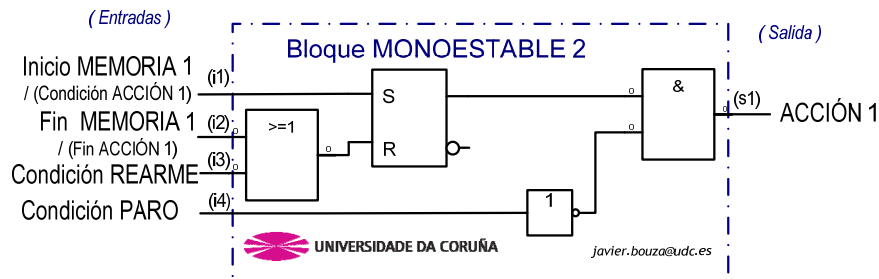 ( Entradas )
( Salida )
Bloque MONOESTABLE 2
Inicio MEMORIA 1
(i1)
/ (Condición ACCIÓN 1)
S
&
(s1)
ACCIÓN 1
Fin MEMORIA 1
(i2)
>=1
/ (Fin ACCIÓN 1)
R
(i3)
Condición REARME
(i4)
Condición PARO
1
UNIVERSIDADE DA CORUÑA
javier.bouza@udc.es